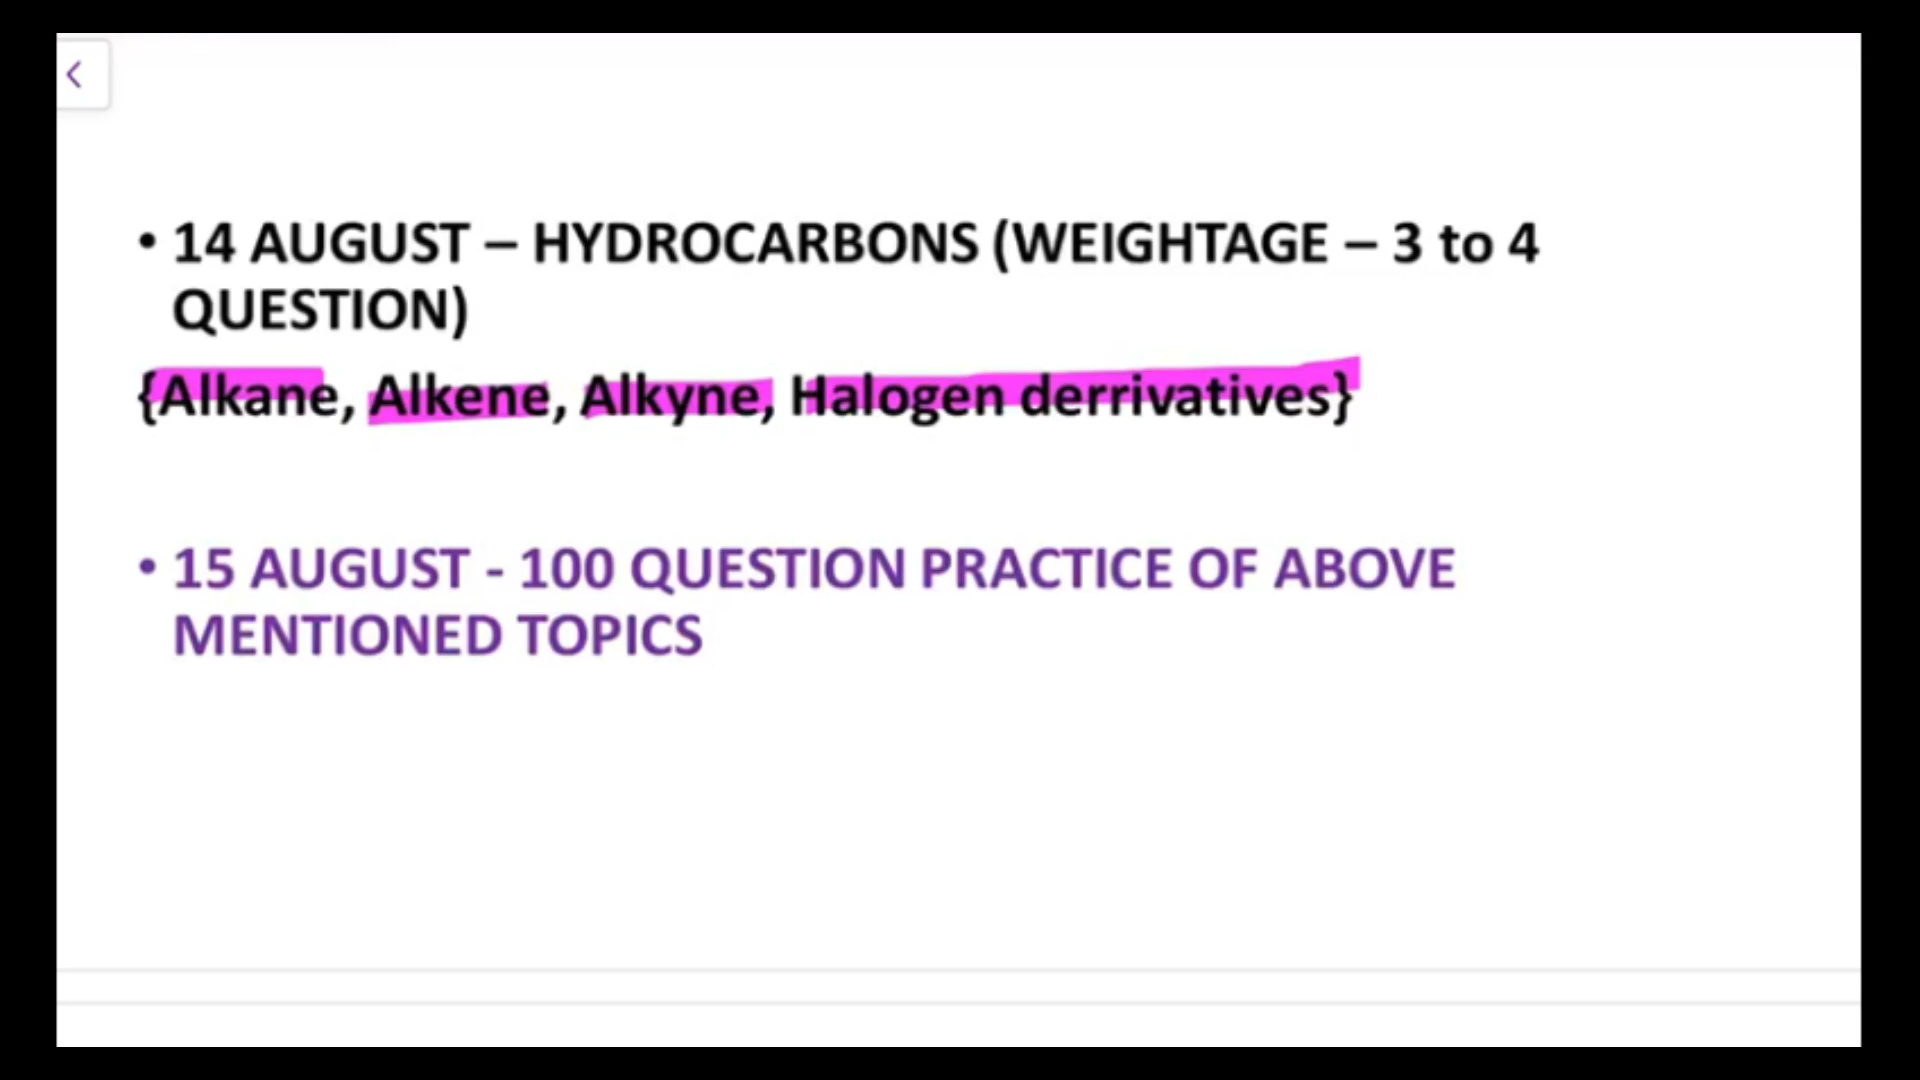 • 14 AUGUST – HYDROCARBONS (WEIGHTAGE – 3 to 4
QUESTION)
{Alkane, Alkene, Alkyne, Halogen derrivatives}
• 15 AUGUST - 100 QUESTION PRACTICE OF ABOVE
MENTIONED TOPICS